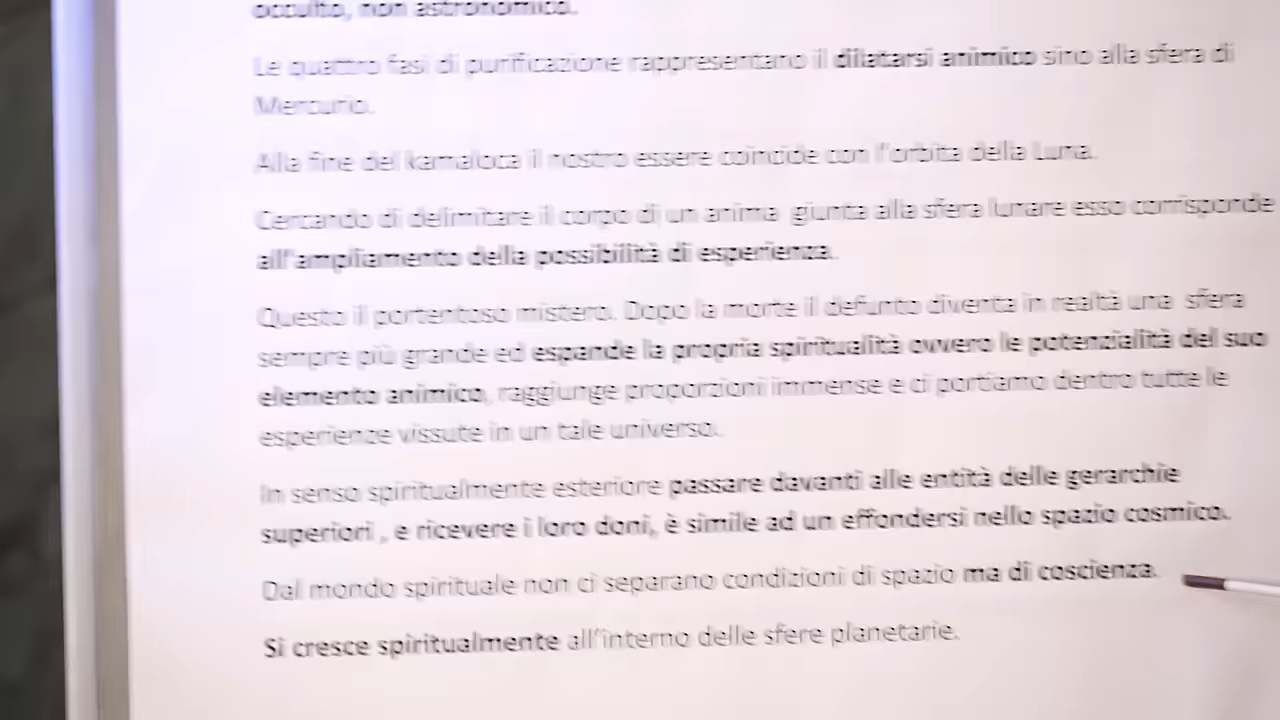 occulto, non astronomico.
Le quattro fasi di purificazione rappresentano il dilatarsi animico sino alla sfera di
Mercurio.
Alla fine del kamaloca il nostro essere coincide con l'orbita della Luna.
Cercando di delimitare il corpo di un anima giunta alla sfera lunare esso corrisponde
all'ampliamento della possibilità di esperienza.
Questo il portentoso mistero. Dopo la morte il defunto diventa in realtà una sfera
sempre più grande ed espande la propria spiritualità ovvero le potenzialità del suo
elemento animico, raggiunge proporzioni immense e ci portiamo dentro tutte le
esperienze vissute in un tale universo.
In senso spiritualmente esteriore passare davanti alle entità delle gerarchie
superiori , e ricevere i loro doni, è simile ad un effondersi nello spazio cosmico.
Dal mondo spirituale non ci separano condizioni di spazio ma di coscienza.
Si cresce spiritualmente all'interno delle sfere planetarie.